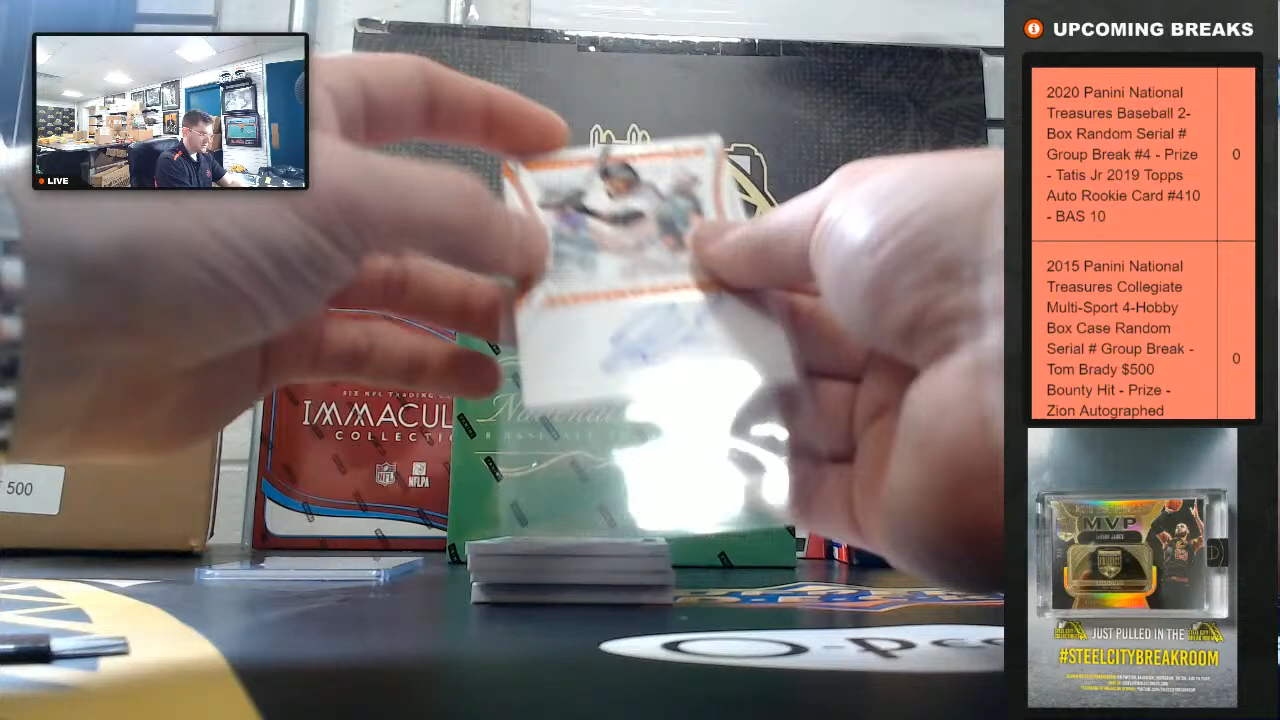 LIVE
UPCOMING BREAKS
2020 Panini National
Treasures Baseball 2-
Box Random Serial #
Group Break #4 - Prize
- Tatis Jr 2019 Topps
Auto Rookie Card #410
- BAS 10
0
2015 Panini National
Treasures Collegiate
Multi-Sport 4-Hobby
Box Case Random
Serial # Group Break -
Tom Brady $500
Bounty Hit - Prize -
Zion Autographed
0
500
IMMACUL
COLLECTI
NFL
NFLPA
O-pcc
MVP
JUST PULLED IN THE
#STEELCITYBREAKROOM